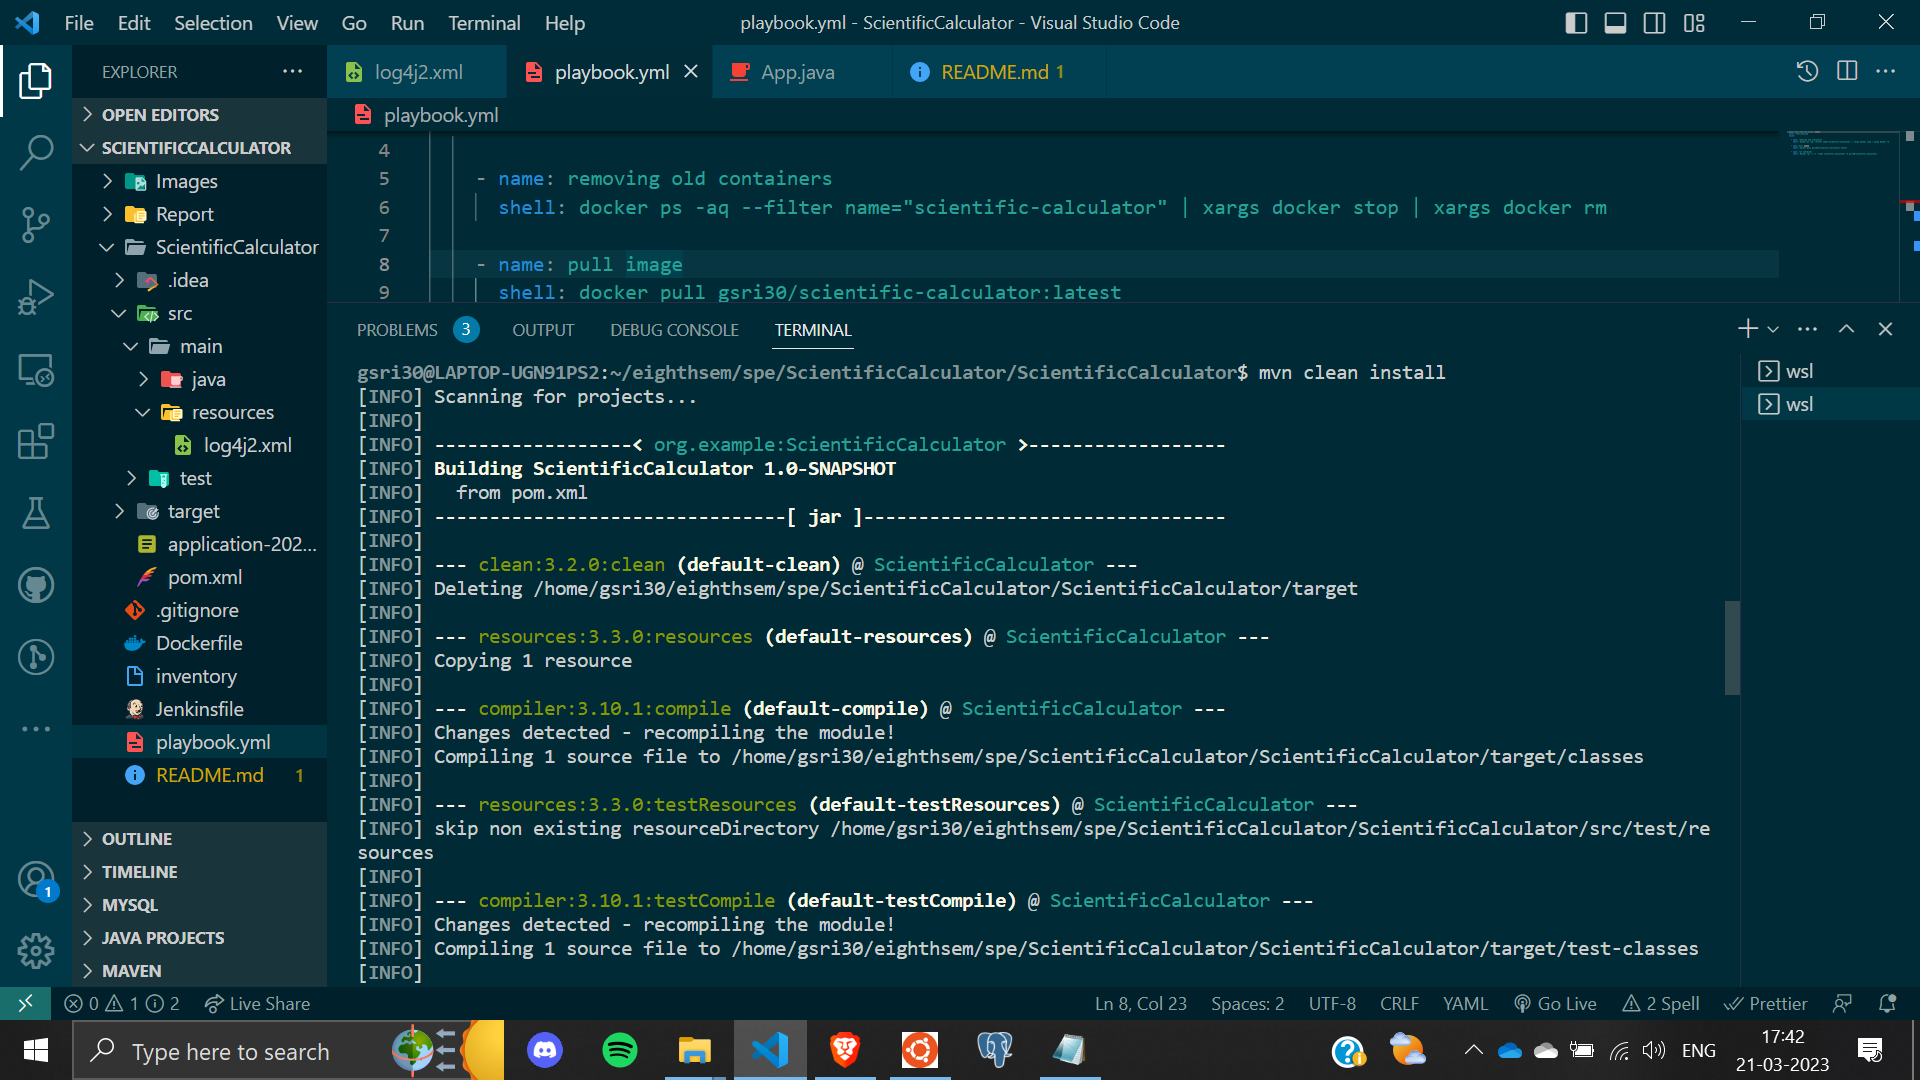 File Edit Selection View Go Run Terminal Help
playbook.yml - ScientificCalculator - Visual Studio Code
EXPLORER
OPEN EDITORS
SCIENTIFICCALCULATOR
Images
Report
ScientificCalculator
.idea
src
main
java
resources
log4j2.xml
test
target
application-202...
pom.xml
.gitignore
Dockerfile
inventory
Jenkinsfile
playbook.yml
README.md 1
OUTLINE
TIMELINE
MYSQL
JAVA PROJECTS
MAVEN
1
log4j2.xml playbook.yml App.java README.md 1
playbook.yml
4
5 - name: removing old containers
6 shell: docker ps -aq --filter name="scientific-calculator" | xargs docker stop | xargs docker rm
7
8 - name: pull image
9 shell: docker pull gsri30/scientific-calculator:latest
PROBLEMS 3 OUTPUT DEBUG CONSOLE TERMINAL
wsl
wsl
gsri30@LAPTOP-UGN91PS2:~/eighthsem/spe/ScientificCalculator/ScientificCalculator$ mvn clean install
[INFO] Scanning for projects...
[INFO]
[INFO] ------------------< org.example:ScientificCalculator >------------------
[INFO] Building ScientificCalculator 1.0-SNAPSHOT
[INFO]   from pom.xml
[INFO] --------------------------------[ jar ]---------------------------------
[INFO]
[INFO] --- clean:3.2.0:clean (default-clean) @ ScientificCalculator ---
[INFO] Deleting /home/gsri30/eighthsem/spe/ScientificCalculator/ScientificCalculator/target
[INFO]
[INFO] --- resources:3.3.0:resources (default-resources) @ ScientificCalculator ---
[INFO] Copying 1 resource
[INFO]
[INFO] --- compiler:3.10.1:compile (default-compile) @ ScientificCalculator ---
[INFO] Changes detected - recompiling the module!
[INFO] Compiling 1 source file to /home/gsri30/eighthsem/spe/ScientificCalculator/ScientificCalculator/target/classes
[INFO]
[INFO] --- resources:3.3.0:testResources (default-testResources) @ ScientificCalculator ---
[INFO] skip non existing resourceDirectory /home/gsri30/eighthsem/spe/ScientificCalculator/ScientificCalculator/src/test/re
sources
[INFO]
[INFO] --- compiler:3.10.1:testCompile (default-testCompile) @ ScientificCalculator ---
[INFO] Changes detected - recompiling the module!
[INFO] Compiling 1 source file to /home/gsri30/eighthsem/spe/ScientificCalculator/ScientificCalculator/target/test-classes
[INFO]
0 1 2 Live Share Ln 8, Col 23 Spaces: 2 UTF-8 CRLF YAML Go Live 2 Spell Prettier
Type here to search
ENG
17:42
21-03-2023